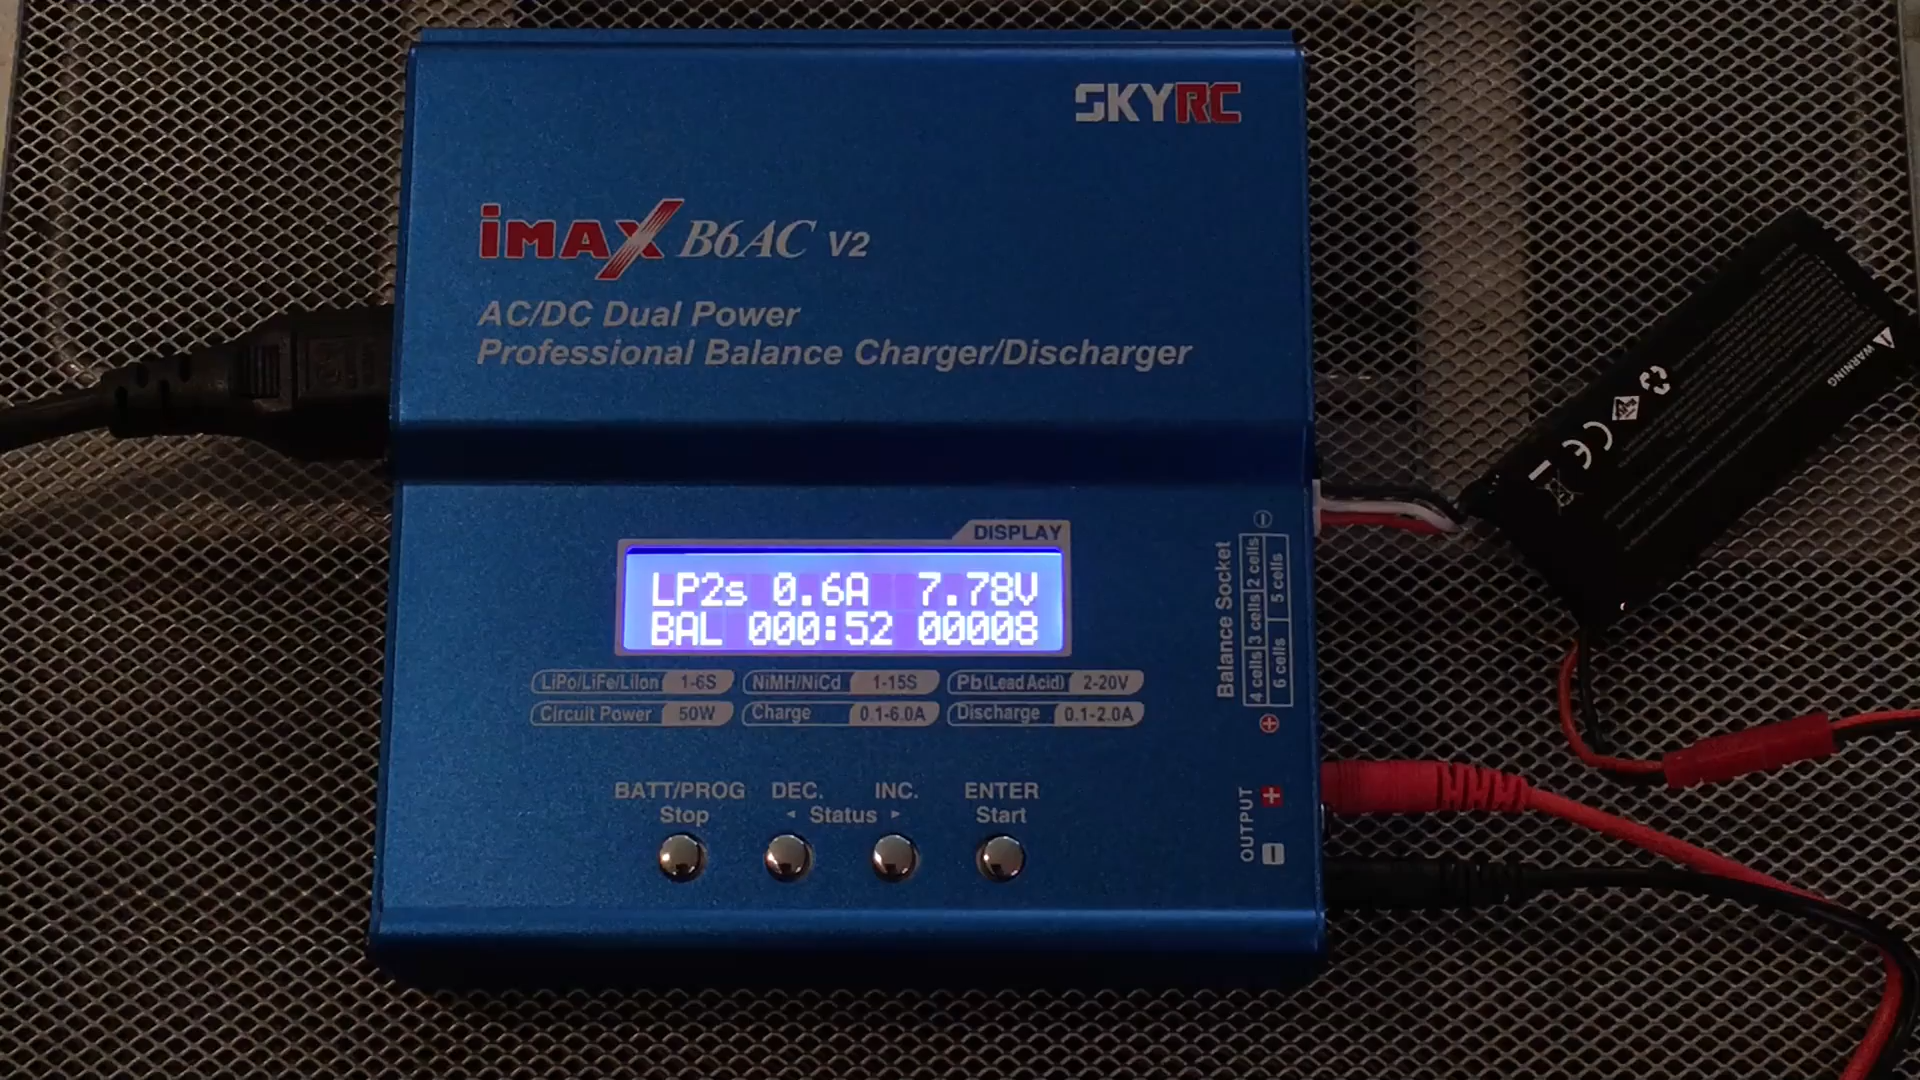 SKYRC
iMAX B6AC V2
AC/DC Dual Power
Professional Balance Charger/Discharger
DISPLAY
LP2s 0.6A 7.78V
BAL 000:52 00008
LiPo/LiFe/LiIon 1-6S NiMH/NiCd 1-15S Pb(Lead Acid) 2-20V
Circuit Power 50W Charge 0.1-6.0A Discharge 0.1-2.0A
BATT/PROG DEC. INC. ENTER
Stop ◂ Status ▸ Start
Balance Socket
4 cells 3 cells 2 cells
6 cells 5 cells
OUTPUT
WARNING
CE